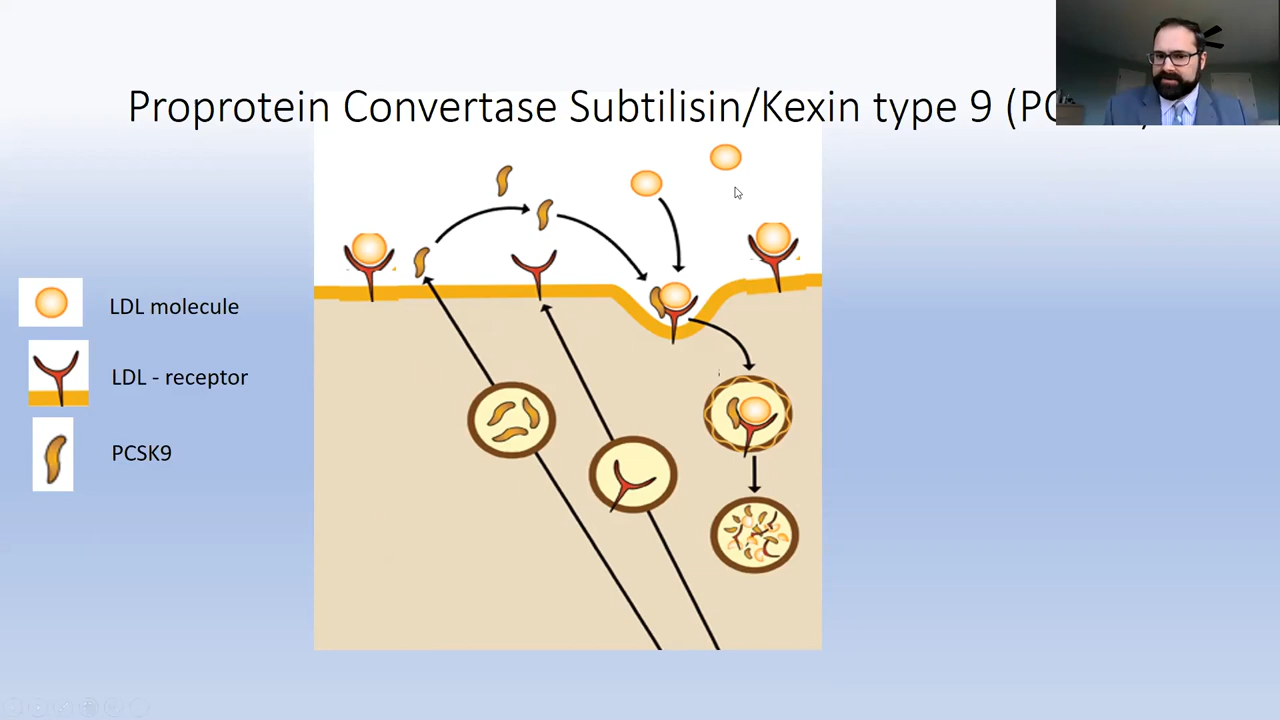 Proprotein Convertase Subtilisin/Kexin type 9 (PC
LDL molecule
LDL - receptor
PCSK9